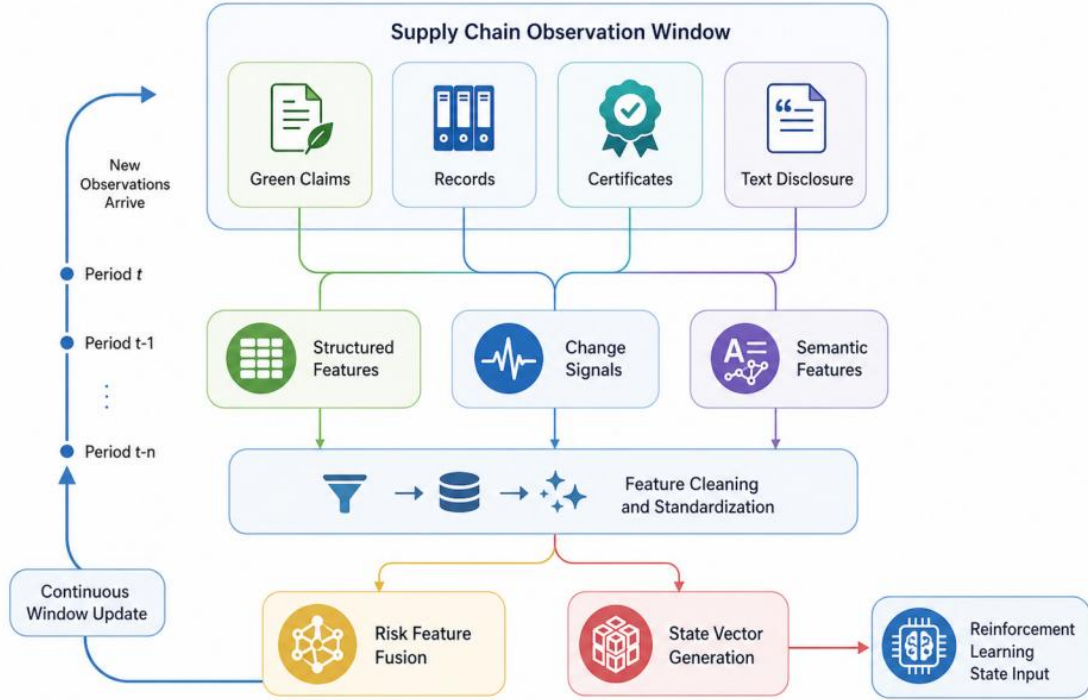 Supply Chain Observation Window
Green Claims
Records
Certificates
Text Disclosure
New
Observations
Arrive
Period t
Period t-1
Period t-n
Structured
Features
Change
Signals
A
Semantic
Features
Feature Cleaning
and Standardization
Continuous
Window Update
Risk Feature
Fusion
State Vector
Generation
Reinforcement
Learning
State Input